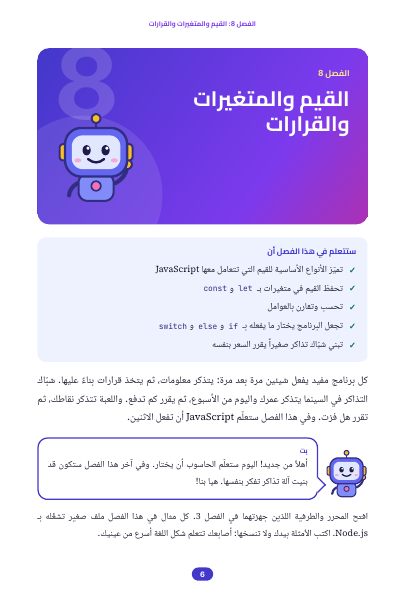 الفصل 8: القيم والمتغيرات والقرارات
8
الفصل 8
القيم والمتغيرات
والقرارات
ستتعلم في هذا الفصل أن
✓ تميّز الأنواع الأساسية للقيم التي تتعامل معها JavaScript
✓ تحفظ القيم في متغيرات بـ let و const
✓ تحسب وتقارن بالعوامل
✓ تجعل البرنامج يختار ما يفعله بـ if و else و switch
✓ تبني شبّاك تذاكر صغيراً يقرر السعر بنفسه
كل برنامج مفيد يفعل شيئين مرة بعد مرة: يتذكر معلومات، ثم يتخذ قرارات بناءً عليها. شبّاك
التذاكر في السينما يتذكر عمرك واليوم من الأسبوع، ثم يقرر كم تدفع. واللعبة تتذكر نقاطك، ثم
تقرر هل فزت. وفي هذا الفصل ستعلّم JavaScript أن تفعل الاثنين.
بت
أهلاً من جديد! اليوم ستعلّم الحاسوب أن يختار. وفي آخر هذا الفصل ستكون قد
بنيت آلة تذاكر تفكر بنفسها. هيا بنا!
افتح المحرر والطرفية اللذين جهزتهما في الفصل 3. كل مثال في هذا الفصل ملف صغير تشغّله بـ
Node.js. اكتب الأمثلة بيدك ولا تنسخها: أصابعك تتعلم شكل اللغة أسرع من عينيك.
6